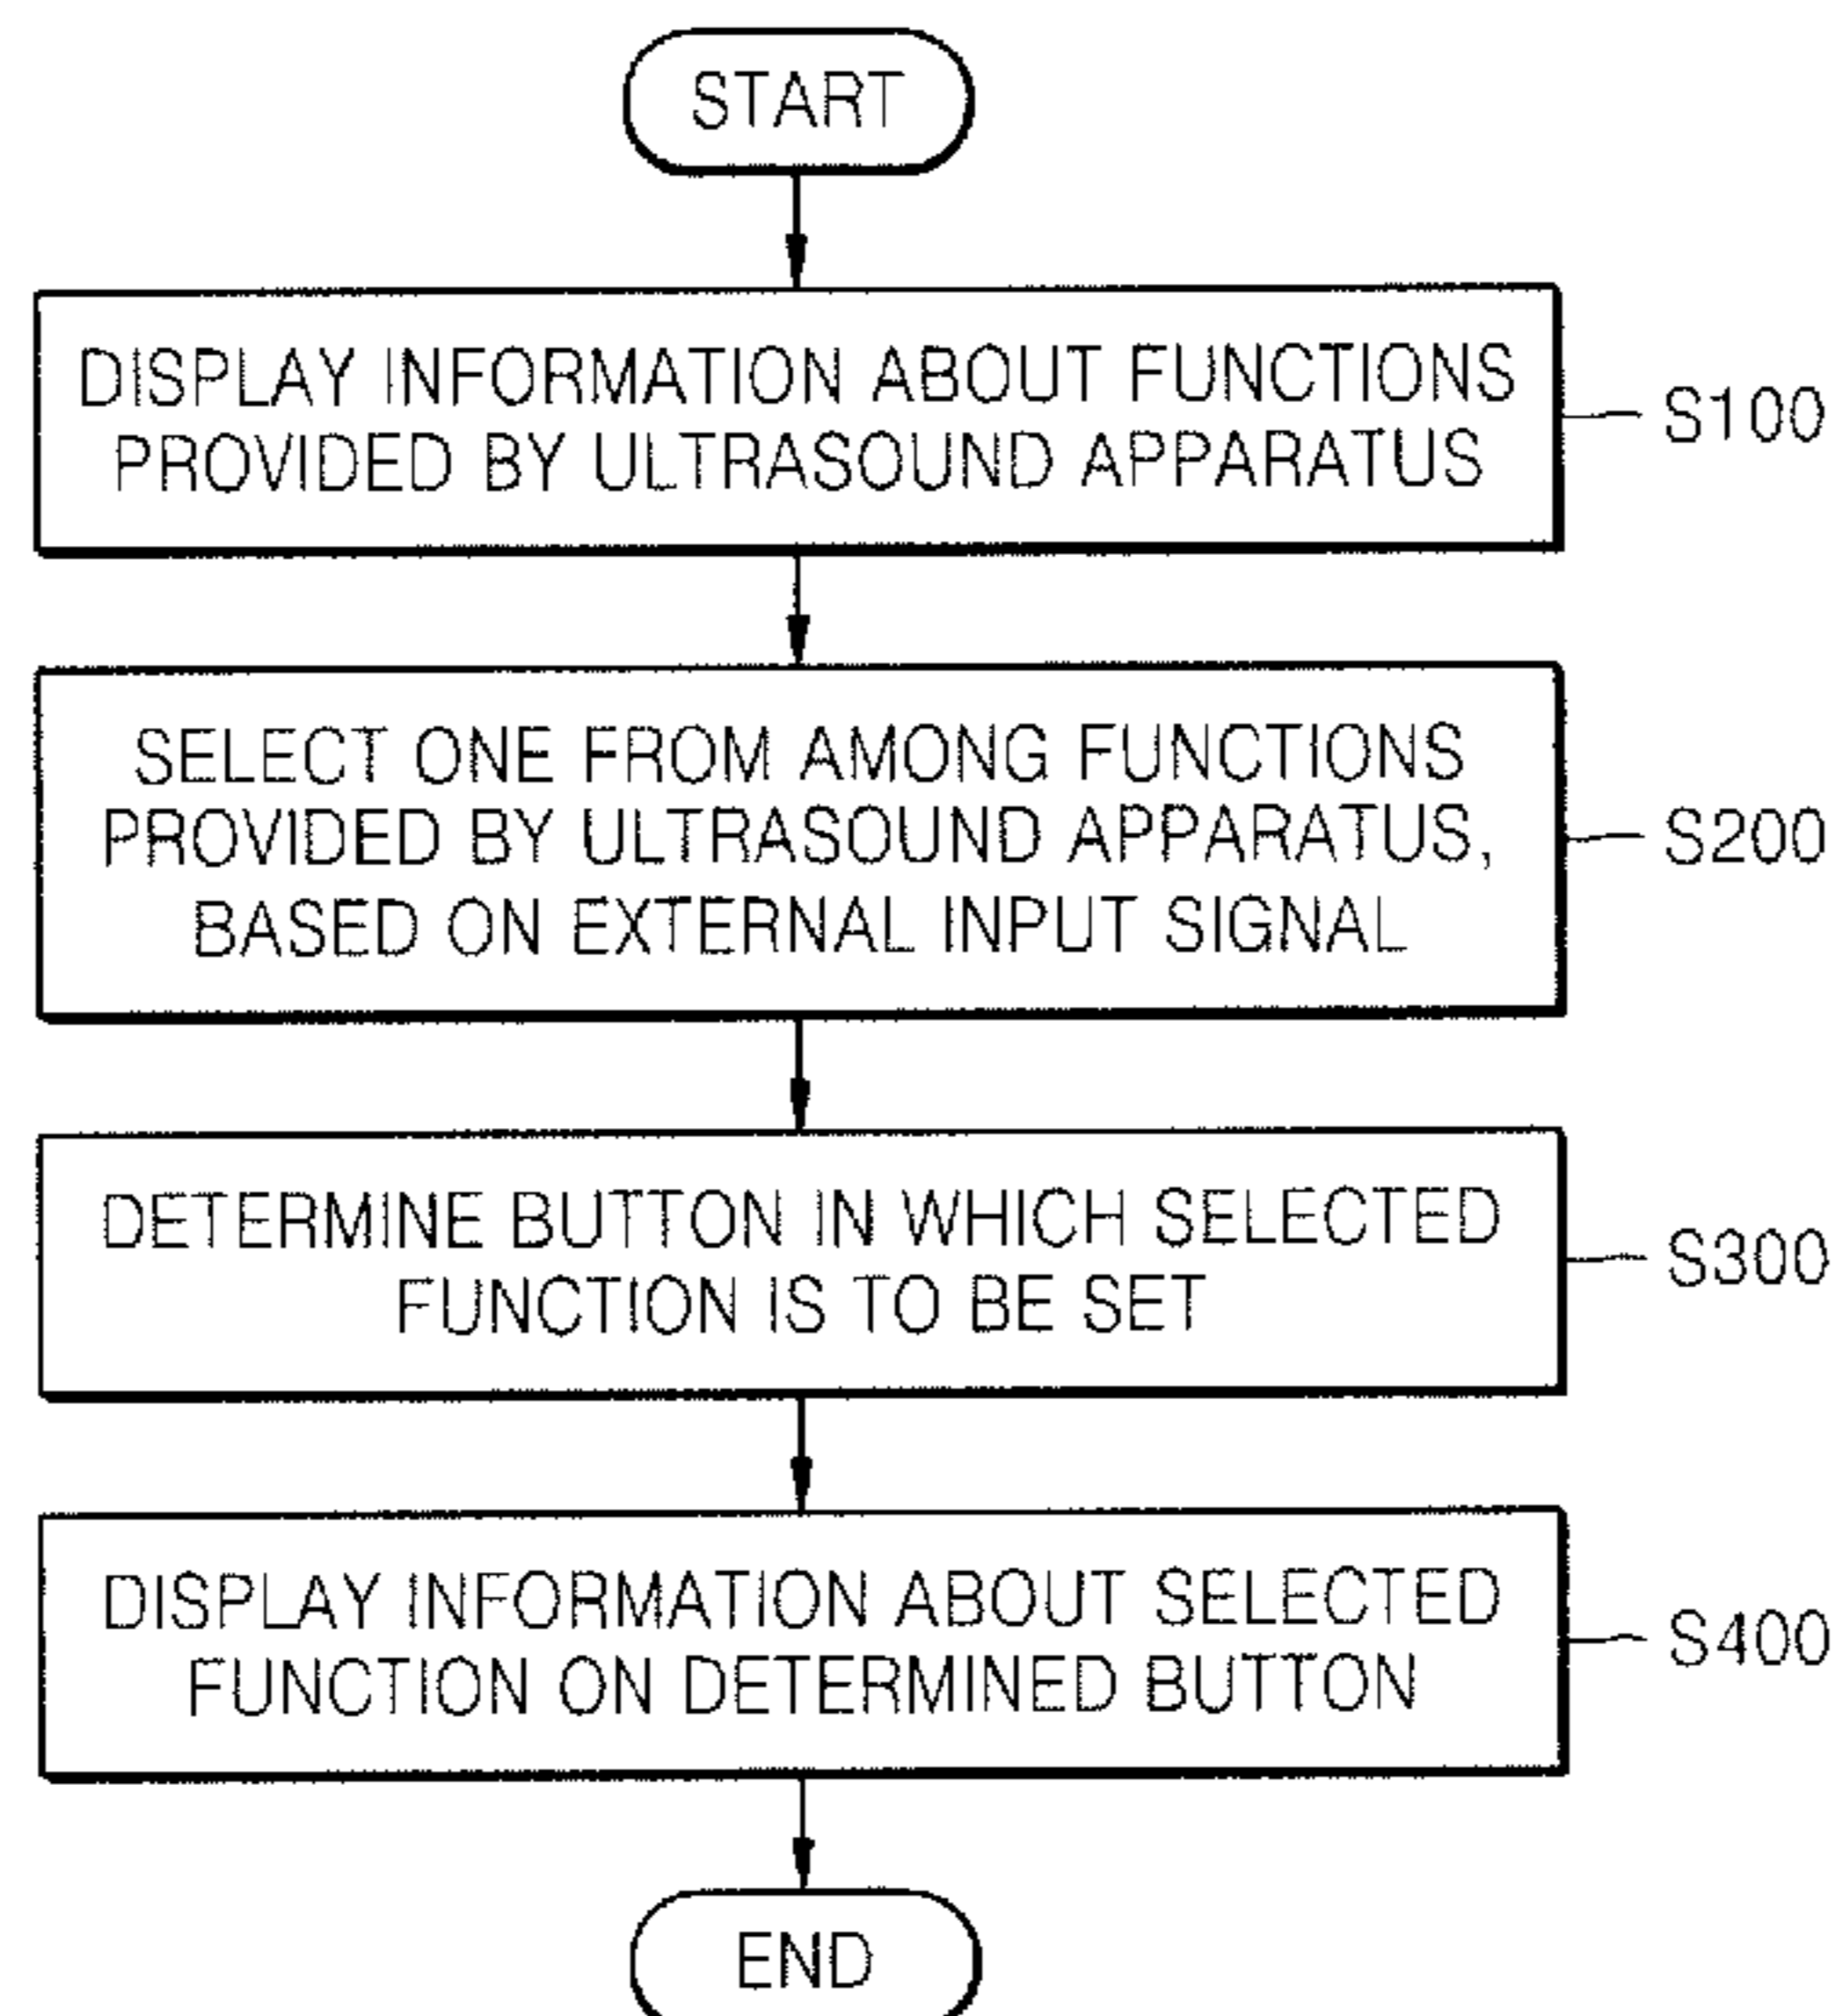 START
DISPLAY INFORMATION ABOUT FUNCTIONS
PROVIDED BY ULTRASOUND APPARATUS
S100
SELECT ONE FROM AMONG FUNCTIONS
PROVIDED BY ULTRASOUND APPARATUS,
BASED ON EXTERNAL INPUT SIGNAL
S200
DETERMINE BUTTON IN WHICH SELECTED
FUNCTION IS TO BE SET
S300
DISPLAY INFORMATION ABOUT SELECTED
FUNCTION ON DETERMINED BUTTON
S400
END